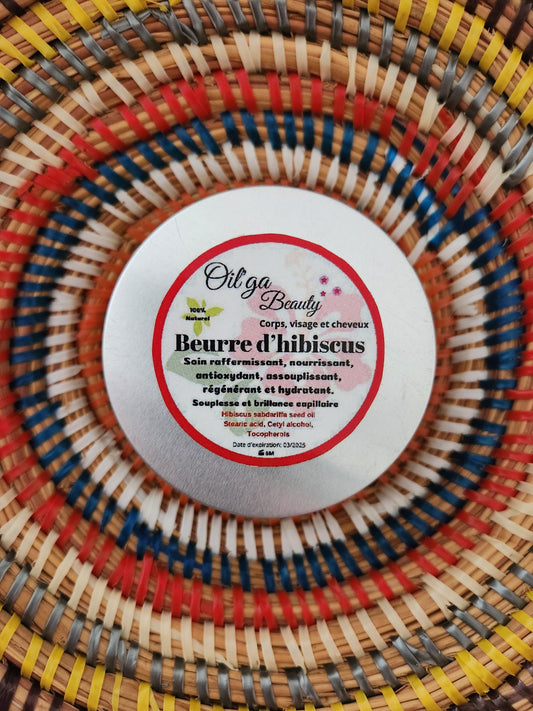 Oil'ga
Beauty
100%
Naturel
Corps, visage et cheveux
Beurre d'hibiscus
Soin raffermissant, nourrissant,
antioxydant, assouplissant,
régénérant et hydratant.
Souplesse et brillance capillaire
Hibiscus sabdariffa seed oil
Stearic acid, Cetyl alcohol,
Tocopherols
Date d'expiration: 03/2025
6M